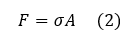 F = σA (2)